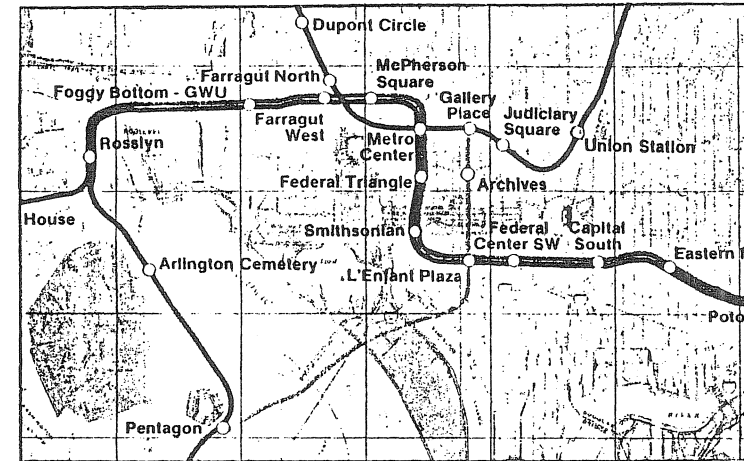 Dupont Circle
Farragut North
McPherson
Square
Foggy Bottom - GWU
Gallery
Place
Judiciary
Square
Farragut
West
Rosslyn
Metro
Center
Union Station
Federal Triangle
Archives
House
Smithsonian
Federal
Center SW
Capital
South
Eastern
Arlington Cemetery
L'Enfant Plaza
Poto
Pentagon